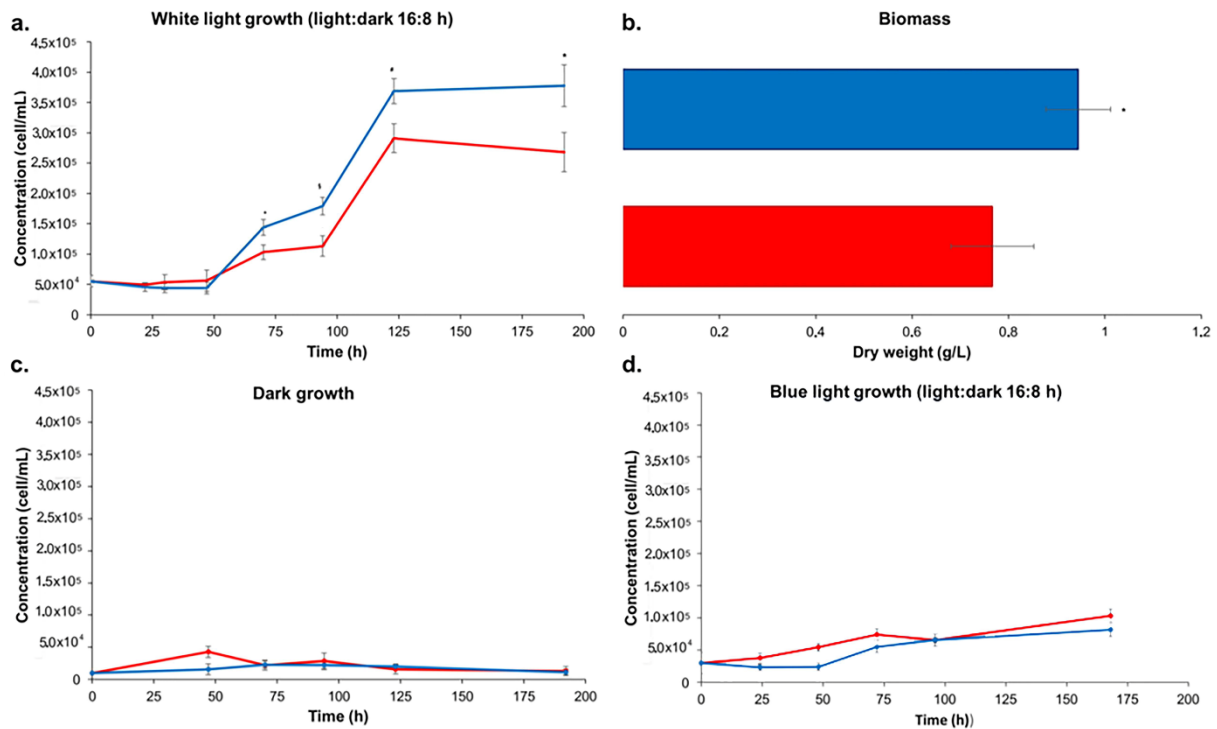 a.
White light growth (light:dark 16:8 h)
Concentration (cell/mL)
4,5x10⁵
4.0x10⁵
3,5x10⁵
3.0x10⁵
2,5x10⁵
2.0x10⁵
1.5x10⁵
1.0x10⁵
5.0x10⁴
0
0 25 50 75 100 125 150 175 200
Time (h)
b.
Biomass
0 0.2 0.4 0.6 0.8 1 1.2
Dry weight (g/L)
c.
Dark growth
Concentration (cell/mL)
4,5x10⁵
4.0x10⁵
3.5x10⁵
3.0x10⁵
2.5x10⁵
2.0x10⁵
1.5x10⁵
1.0x10⁵
5.0x10⁴
0
0 25 50 75 100 125 150 175 200
Time (h)
d.
Blue light growth (light:dark 16:8 h)
Concentration (cell/mL)
4,5x10⁵
4.0x10⁵
3,5x10⁵
3.0x10⁵
2,5x10⁵
2.0x10⁵
1.5x10⁵
1.0x10⁵
5.0x10⁴
0
0 25 50 75 100 125 150 175 200
Time (h))